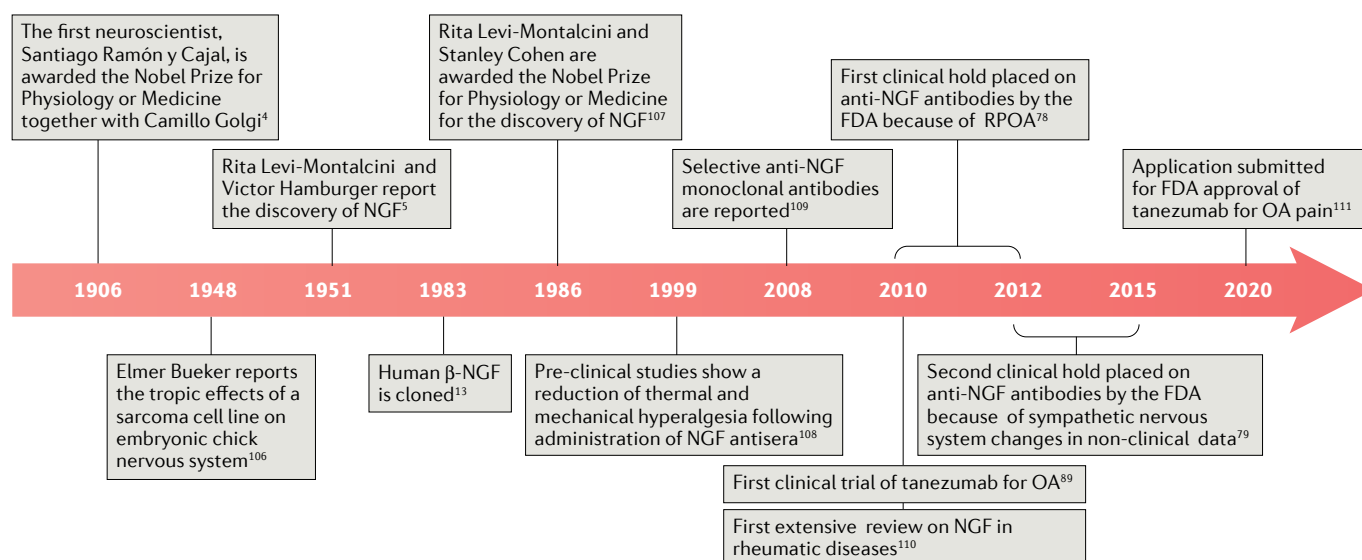 The first neuroscientist,
Santiago Ramón y Cajal, is
awarded the Nobel Prize for
Physiology or Medicine
together with Camillo Golgi⁴
Rita Levi-Montalcini and
Victor Hamburger report
the discovery of NGF⁵
Rita Levi-Montalcini and
Stanley Cohen are
awarded the Nobel Prize
for Physiology or Medicine
for the discovery of NGF¹⁰⁷
Selective anti-NGF
monoclonal antibodies
are reported¹⁰⁹
First clinical hold placed on
anti-NGF antibodies by the
FDA because of RPOA⁷⁸
Application submitted
for FDA approval of
tanezumab for OA pain¹¹¹
1906 1948 1951 1983 1986 1999 2008 2010 2012 2015 2020
Elmer Bueker reports
the tropic effects of a
sarcoma cell line on
embryonic chick
nervous system¹⁰⁶
Human β-NGF
is cloned¹³
Pre-clinical studies show a
reduction of thermal and
mechanical hyperalgesia following
administration of NGF antisera¹⁰⁸
Second clinical hold placed on
anti-NGF antibodies by the FDA
because of sympathetic nervous
system changes in non-clinical data⁷⁹
First clinical trial of tanezumab for OA⁸⁹
First extensive review on NGF in
rheumatic diseases¹¹⁰